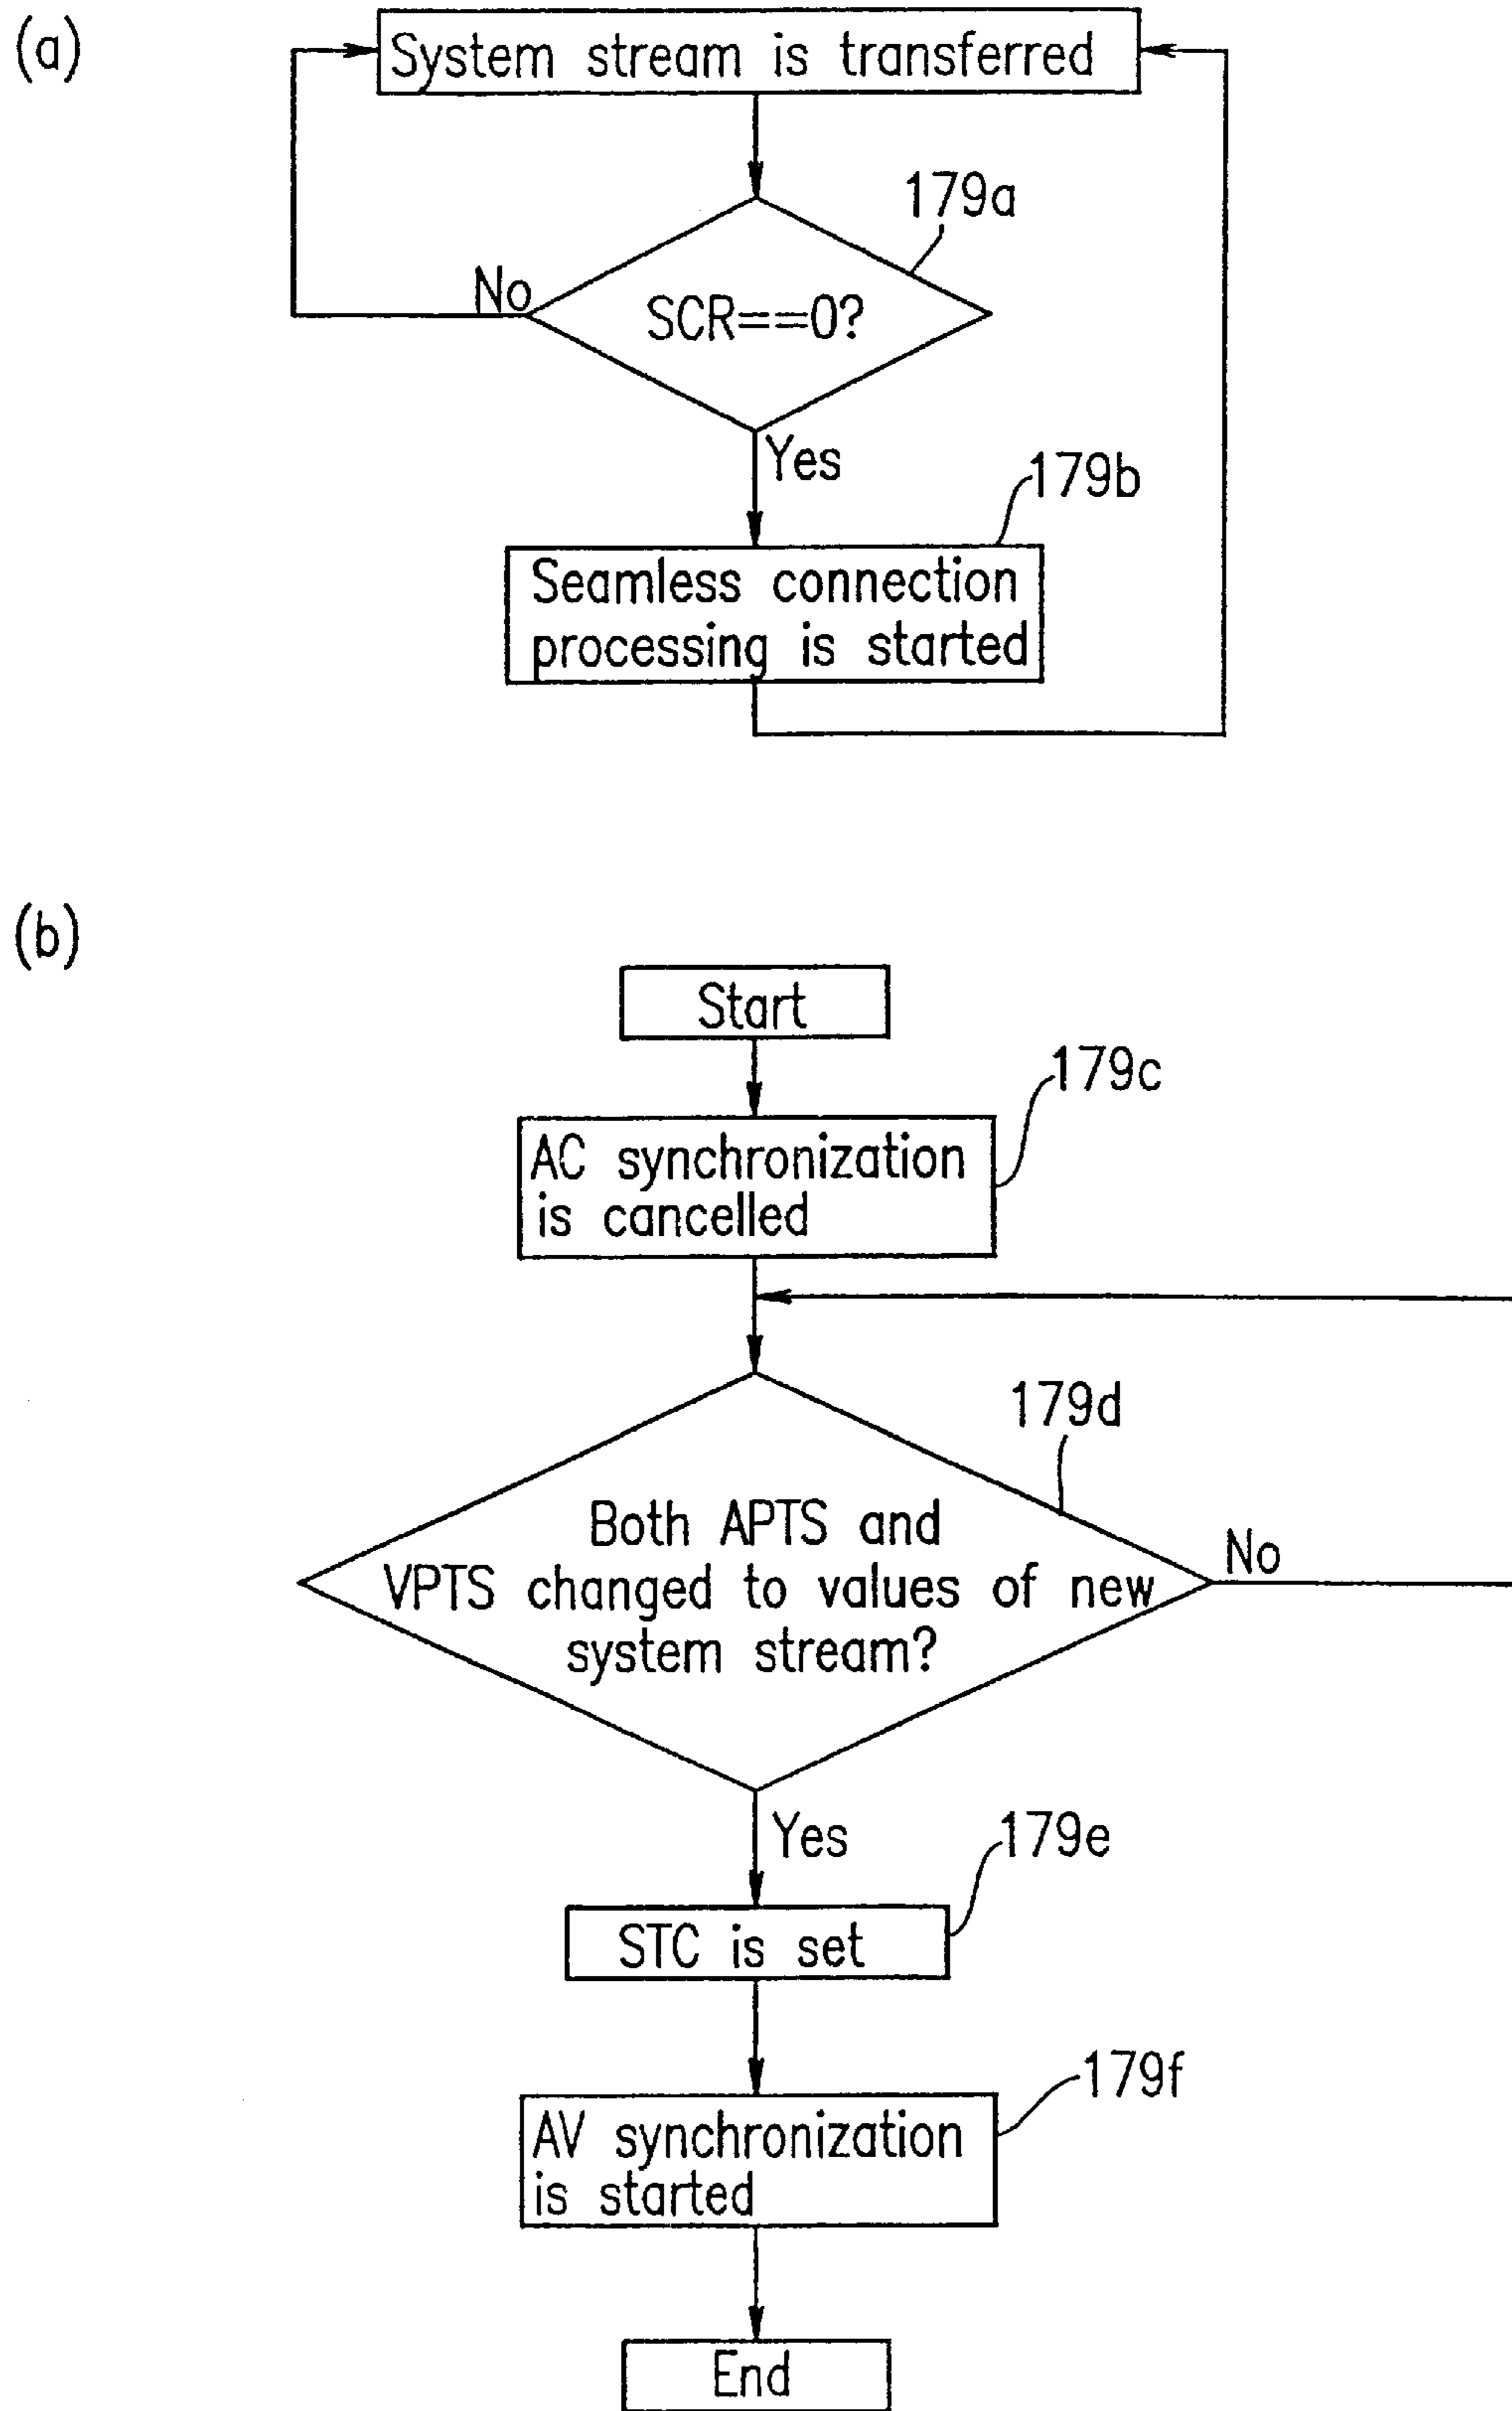 (a)
System stream is transferred
179a
No
SCR==0?
Yes
179b
Seamless connection
processing is started
(b)
Start
179c
AC synchronization
is cancelled
179d
Both APTS and
VPTS changed to values of new
system stream?
No
Yes
179e
STC is set
179f
AV synchronization
is started
End